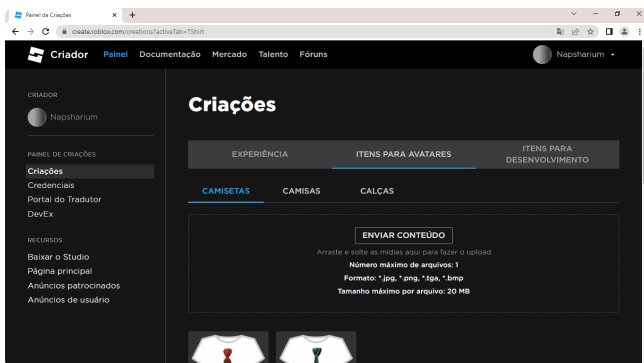 Painel de Criações
create.roblox.com/creations?activeTab=TShirt
Criador Painel Documentação Mercado Talento Fóruns Napsharium
CRIADOR
Napsharium
PAINEL DE CRIAÇÕES
Criações
Credenciais
Portal do Tradutor
DevEx
RECURSOS
Baixar o Studio
Página principal
Anúncios patrocinados
Anúncios de usuário
Criações
EXPERIÊNCIA
ITENS PARA AVATARES
ITENS PARA
DESENVOLVIMENTO
CAMISETAS CAMISAS CALÇAS
ENVIAR CONTEÚDO
Arraste e solte as mídias aqui para fazer o upload
Número máximo de arquivos: 1
Formato: *.jpg, *.png, *.tga, *.bmp
Tamanho máximo por arquivo: 20 MB